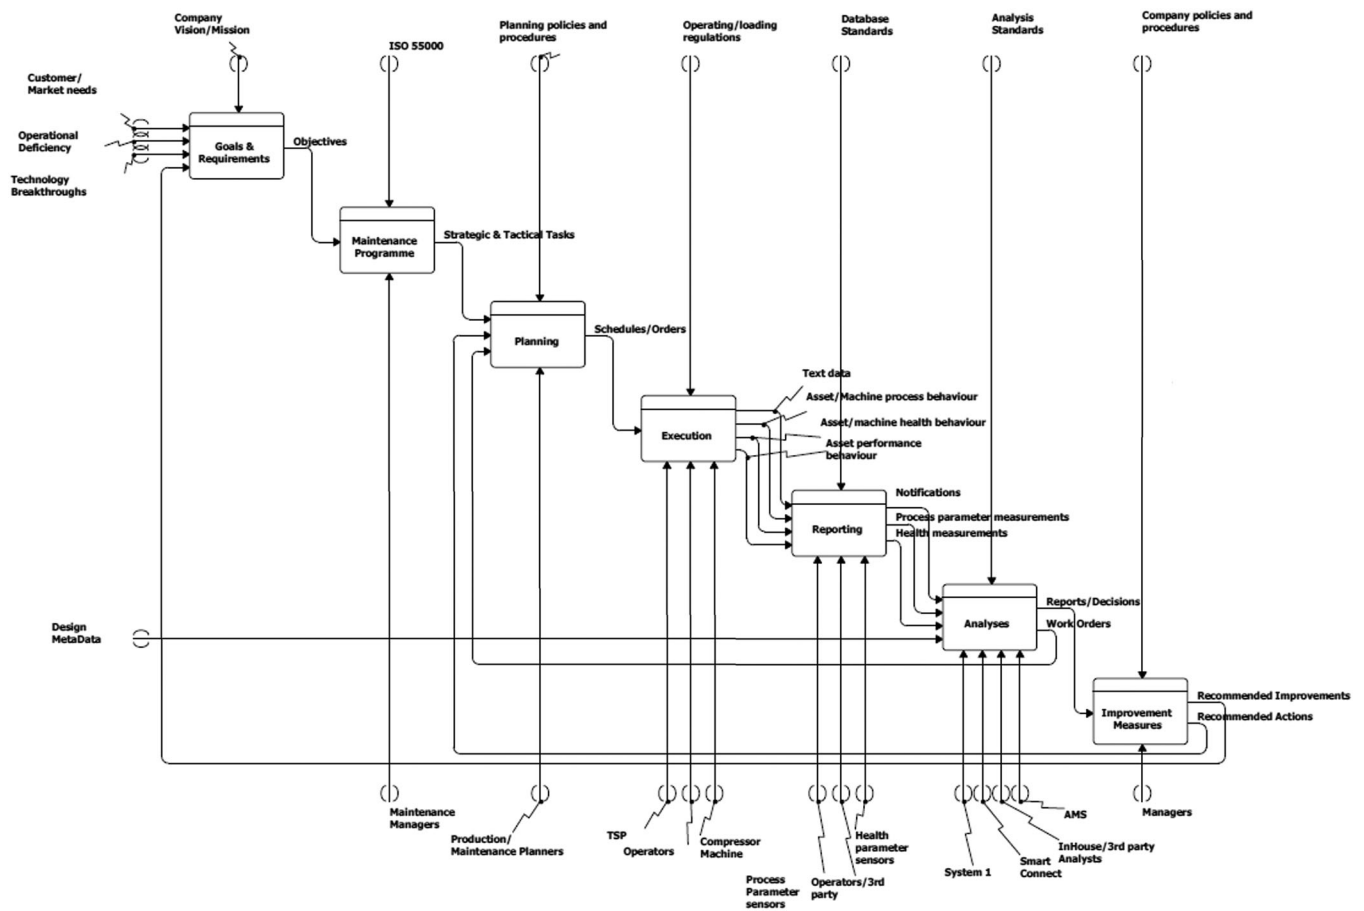 Company
Vision/Mission
ISO 55000
Planning policies and
procedures
Operating/loading
regulations
Database
Standards
Analysis
Standards
Company policies and
procedures
Customer/
Market needs
Operational
Deficiency
Technology
Breakthroughs
Goals &
Requirements
Objectives
Maintenance
Programme
Strategic & Tactical Tasks
Planning
Schedules/Orders
Execution
Text data
Asset/Machine process behaviour
Asset/machine health behaviour
Asset performance
behaviour
Reporting
Notifications
Process parameter measurements
Health measurements
Design
MetaData
Analyses
Reports/Decisions
Work Orders
Improvement
Measures
Recommended Improvements
Recommended Actions
Maintenance
Managers
Production/
Maintenance Planners
TSP
Operators
Compressor
Machine
Process
Parameter
sensors
Operators/3rd
party
Health
parameter
sensors
System 1
Smart
Connect
InHouse/3rd party
Analysts
AMS
Managers